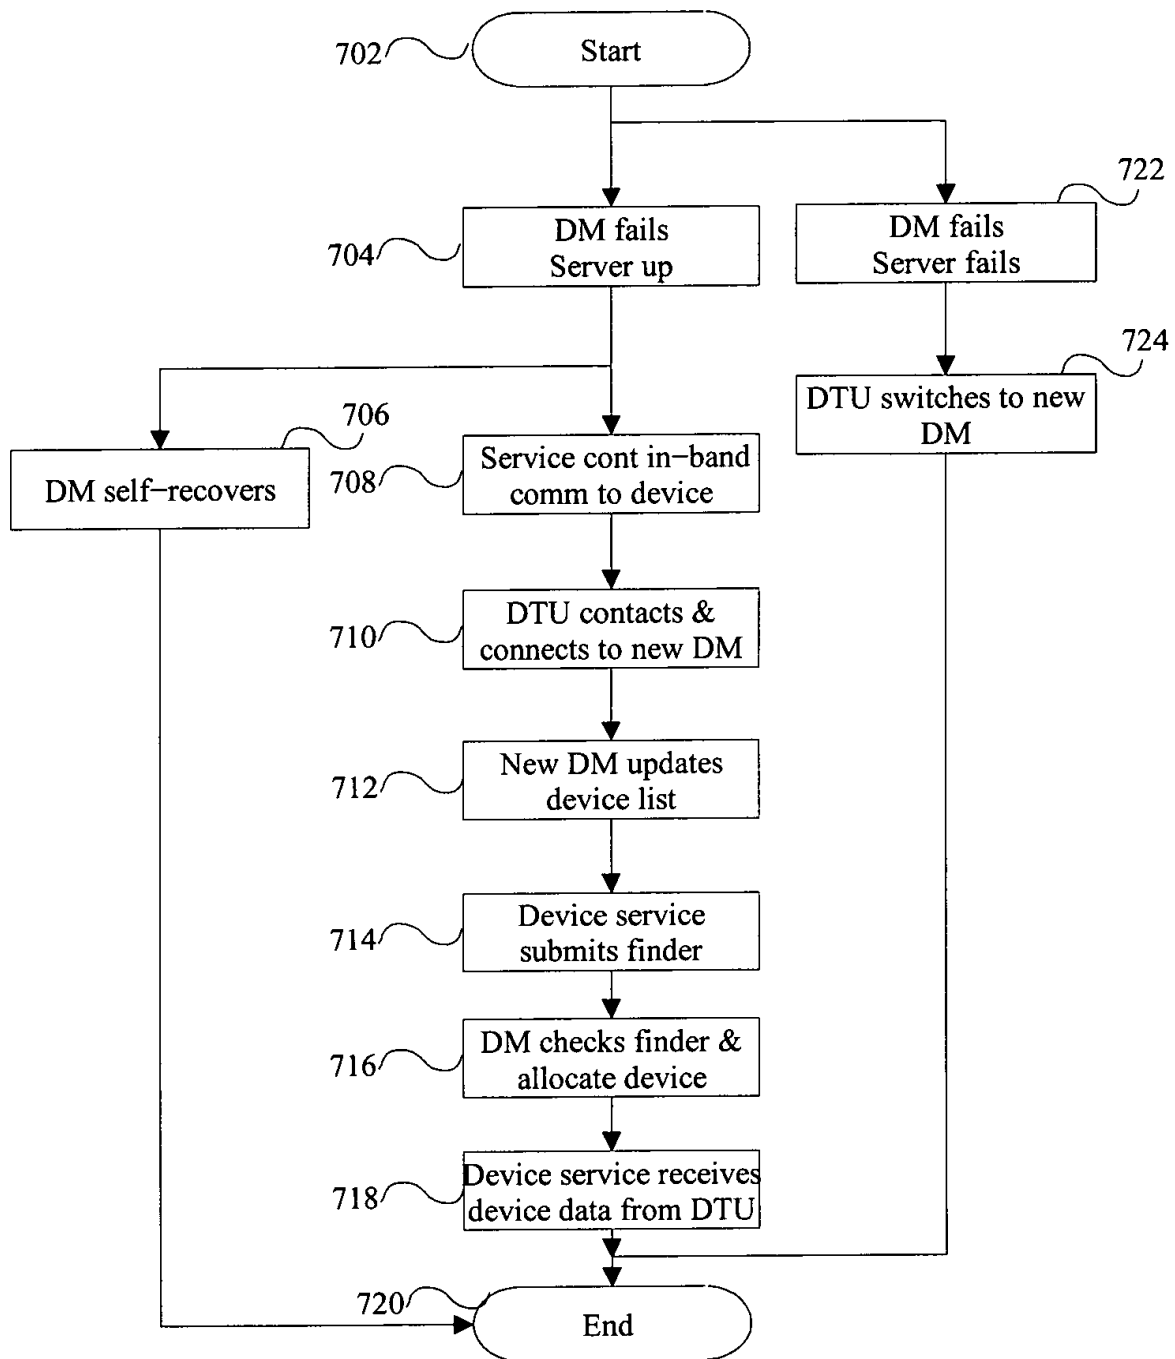 702
Start
722
704
DM fails
Server up
DM fails
Server fails
724
DTU switches to new
DM
706
DM self-recovers
708
Service cont in-band
comm to device
710
DTU contacts &
connects to new DM
712
New DM updates
device list
714
Device service
submits finder
716
DM checks finder &
allocate device
718
Device service receives
device data from DTU
720
End